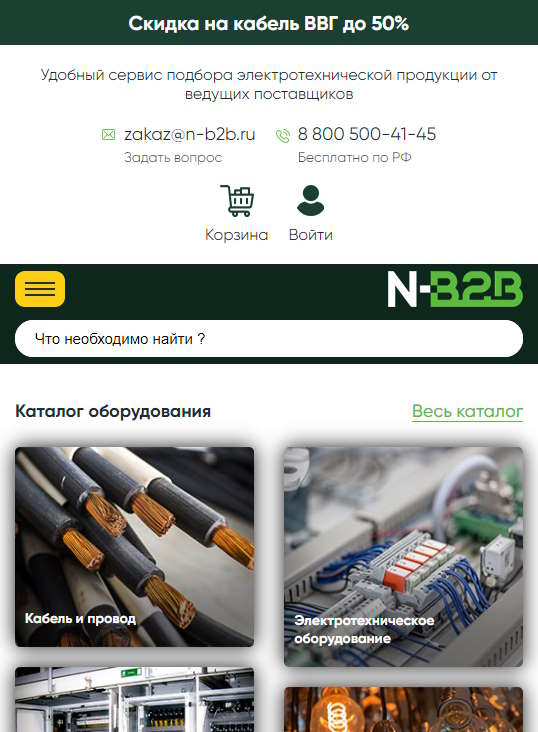 Скидка на кабель ВВГ до 50%
Удобный сервис подбора электротехнической продукции от
ведущих поставщиков
zakaz@n-b2b.ru
8 800 500-41-45
Задать вопрос
Бесплатно по РФ
Корзина
Войти
N-B2B
Что необходимо найти ?
Каталог оборудования
Весь каталог
Кабель и провод
Электротехническое
оборудование